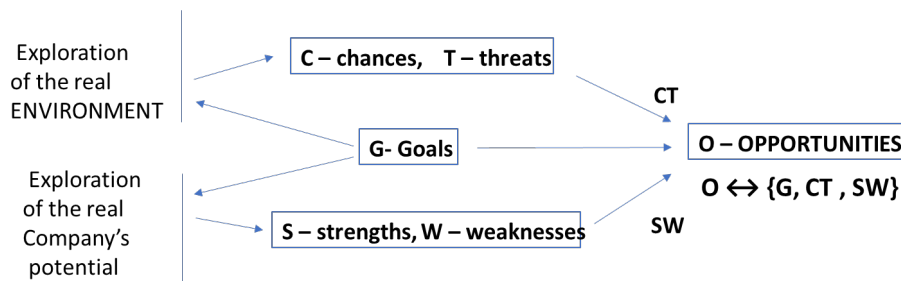 Exploration
of the real
ENVIRONMENT
C – chances, T – threats
CT
G- Goals
O – OPPORTUNITIES
O ↔ {G, CT , SW}
Exploration
of the real
Company's
potential
S – strengths, W – weaknesses
SW